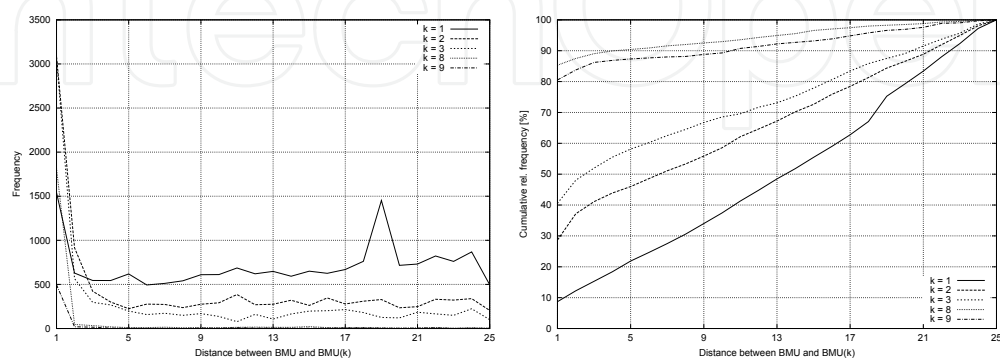 3500
3000
2500
2000
1500
1000
500
0
Frequency
1 5 9 13 17 21 25
Distance between BMU and BMU(k)
k = 1
k = 2
k = 3
k = 8
k = 9
100
90
80
70
60
50
40
30
20
10
0
Cumulative rel. frequency [%]
1 5 9 13 17 21 25
Distance between BMU and BMU(k)
k = 1
k = 2
k = 3
k = 8
k = 9